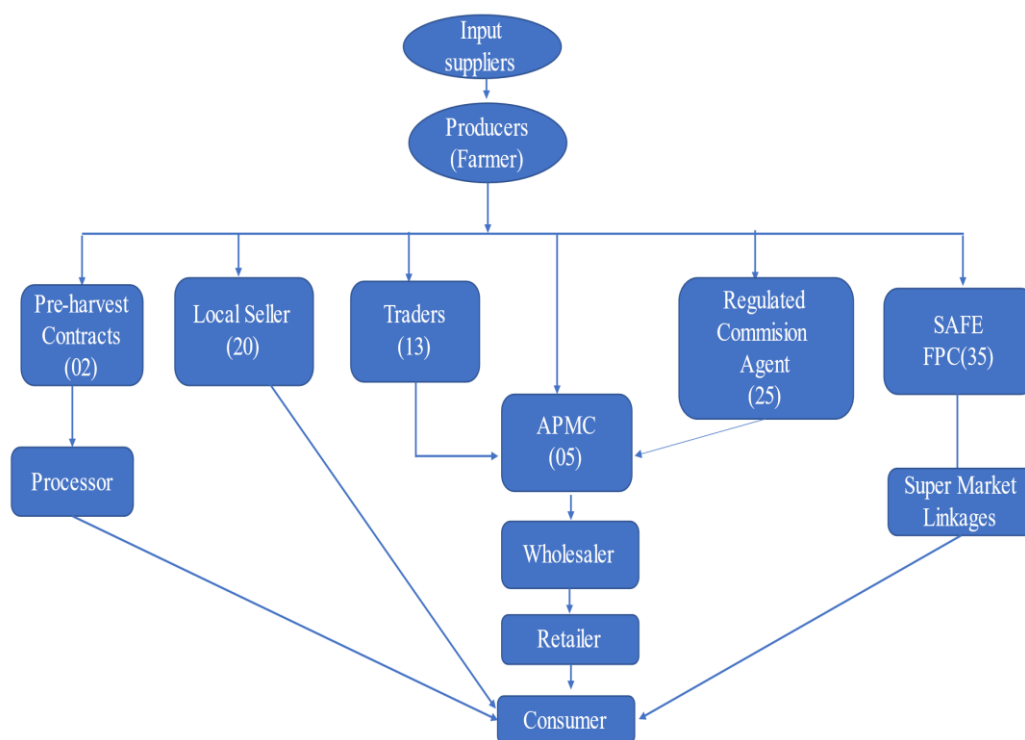 Input
suppliers
Producers
(Farmer)
Pre-harvest
Contracts
(02)
Local Seller
(20)
Traders
(13)
Regulated
Commision
Agent
(25)
SAFE
FPC(35)
APMC
(05)
Processor
Super Market
Linkages
Wholesaler
Retailer
Consumer